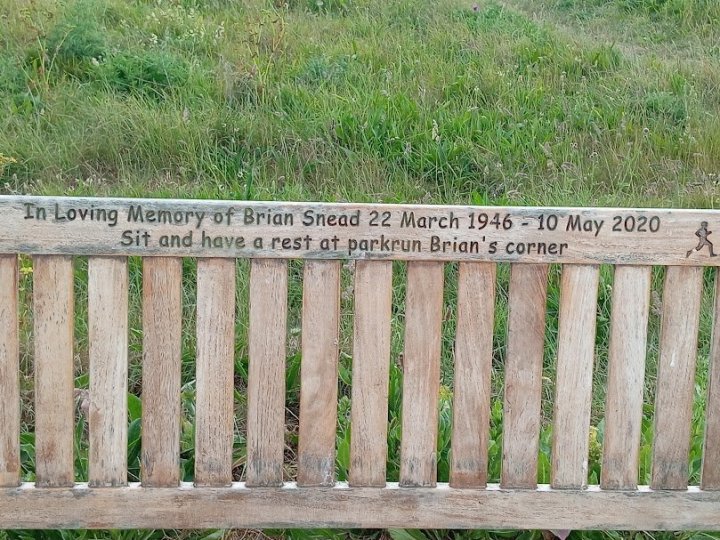 In Loving Memory of Brian Snead 22 March 1946 - 10 May 2020
Sit and have a rest at parkrun Brian's corner